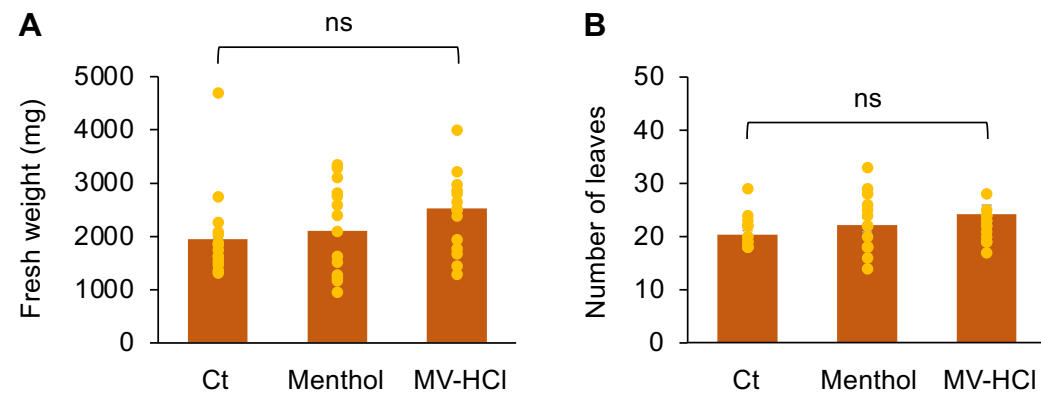 A
ns
Fresh weight (mg)
5000
4000
3000
2000
1000
0
Ct Menthol MV-HCl
B
ns
Number of leaves
50
40
30
20
10
0
Ct Menthol MV-HCl